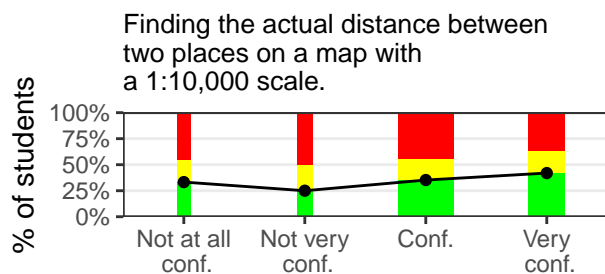 Finding the actual distance between
two places on a map with
a 1:10,000 scale.
% of students
100%
75%
50%
25%
0%
Not at all
conf.
Not very
conf.
Conf.
Very
conf.